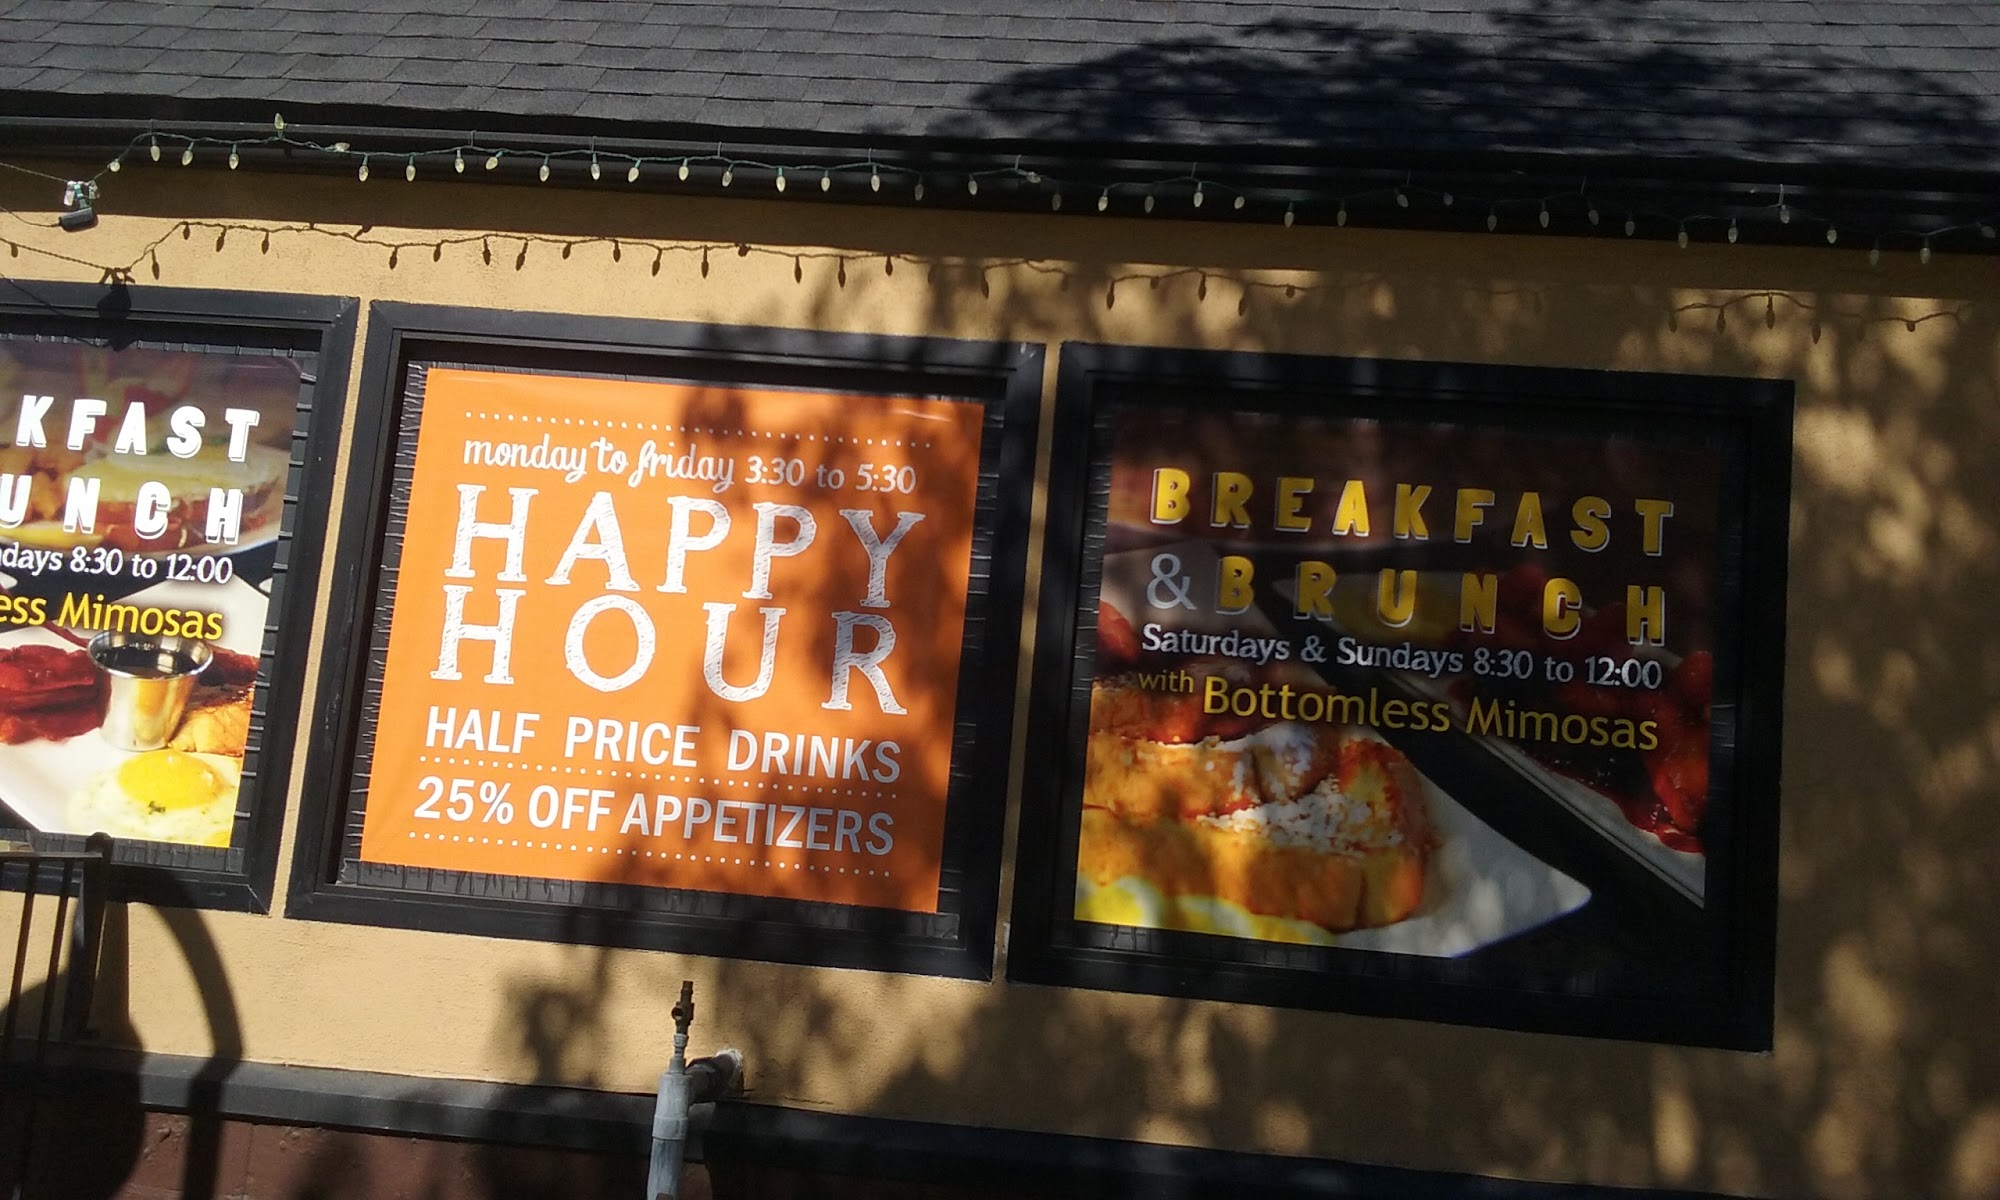 KFAST
UNCH
days 8:30 to 12:00
ess Mimosas
monday to friday 3:30 to 5:30
HAPPY
HOUR
HALF PRICE DRINKS
25% OFF APPETIZERS
BREAKFAST
& BRUNCH
Saturdays & Sundays 8:30 to 12:00
with Bottomless Mimosas